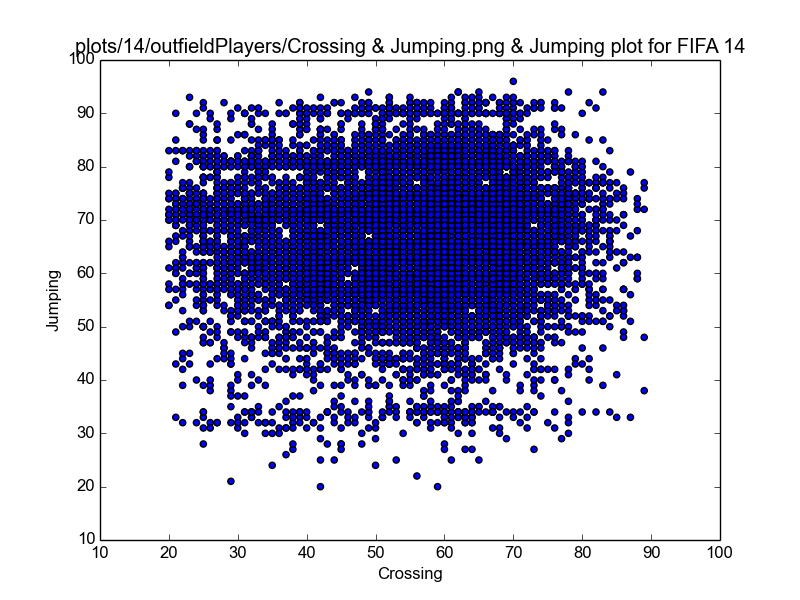 plots/14/outfieldPlayers/Crossing & Jumping.png & Jumping plot for FIFA 14
100
90
80
70
60
50
40
30
20
10
Jumping
10 20 30 40 50 60 70 80 90 100
Crossing